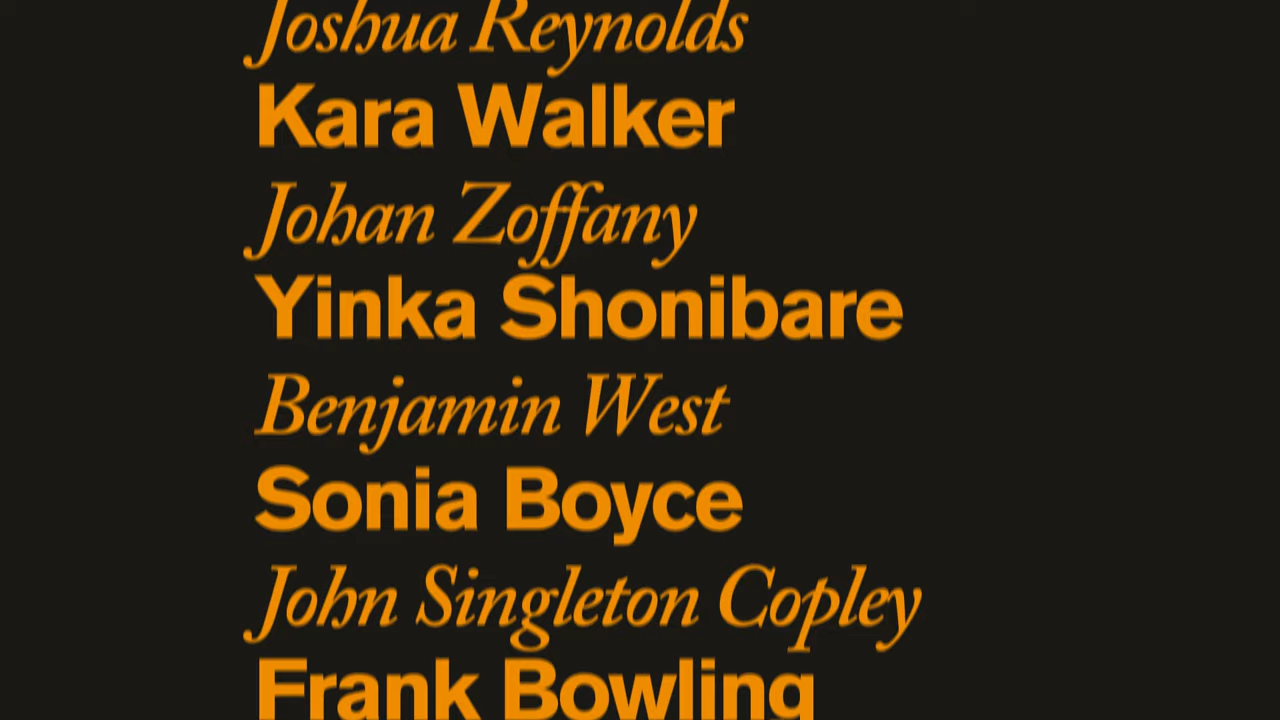 Joshua Reynolds
Kara Walker
Johan Zoffany
Yinka Shonibare
Benjamin West
Sonia Boyce
John Singleton Copley
Frank Bowling